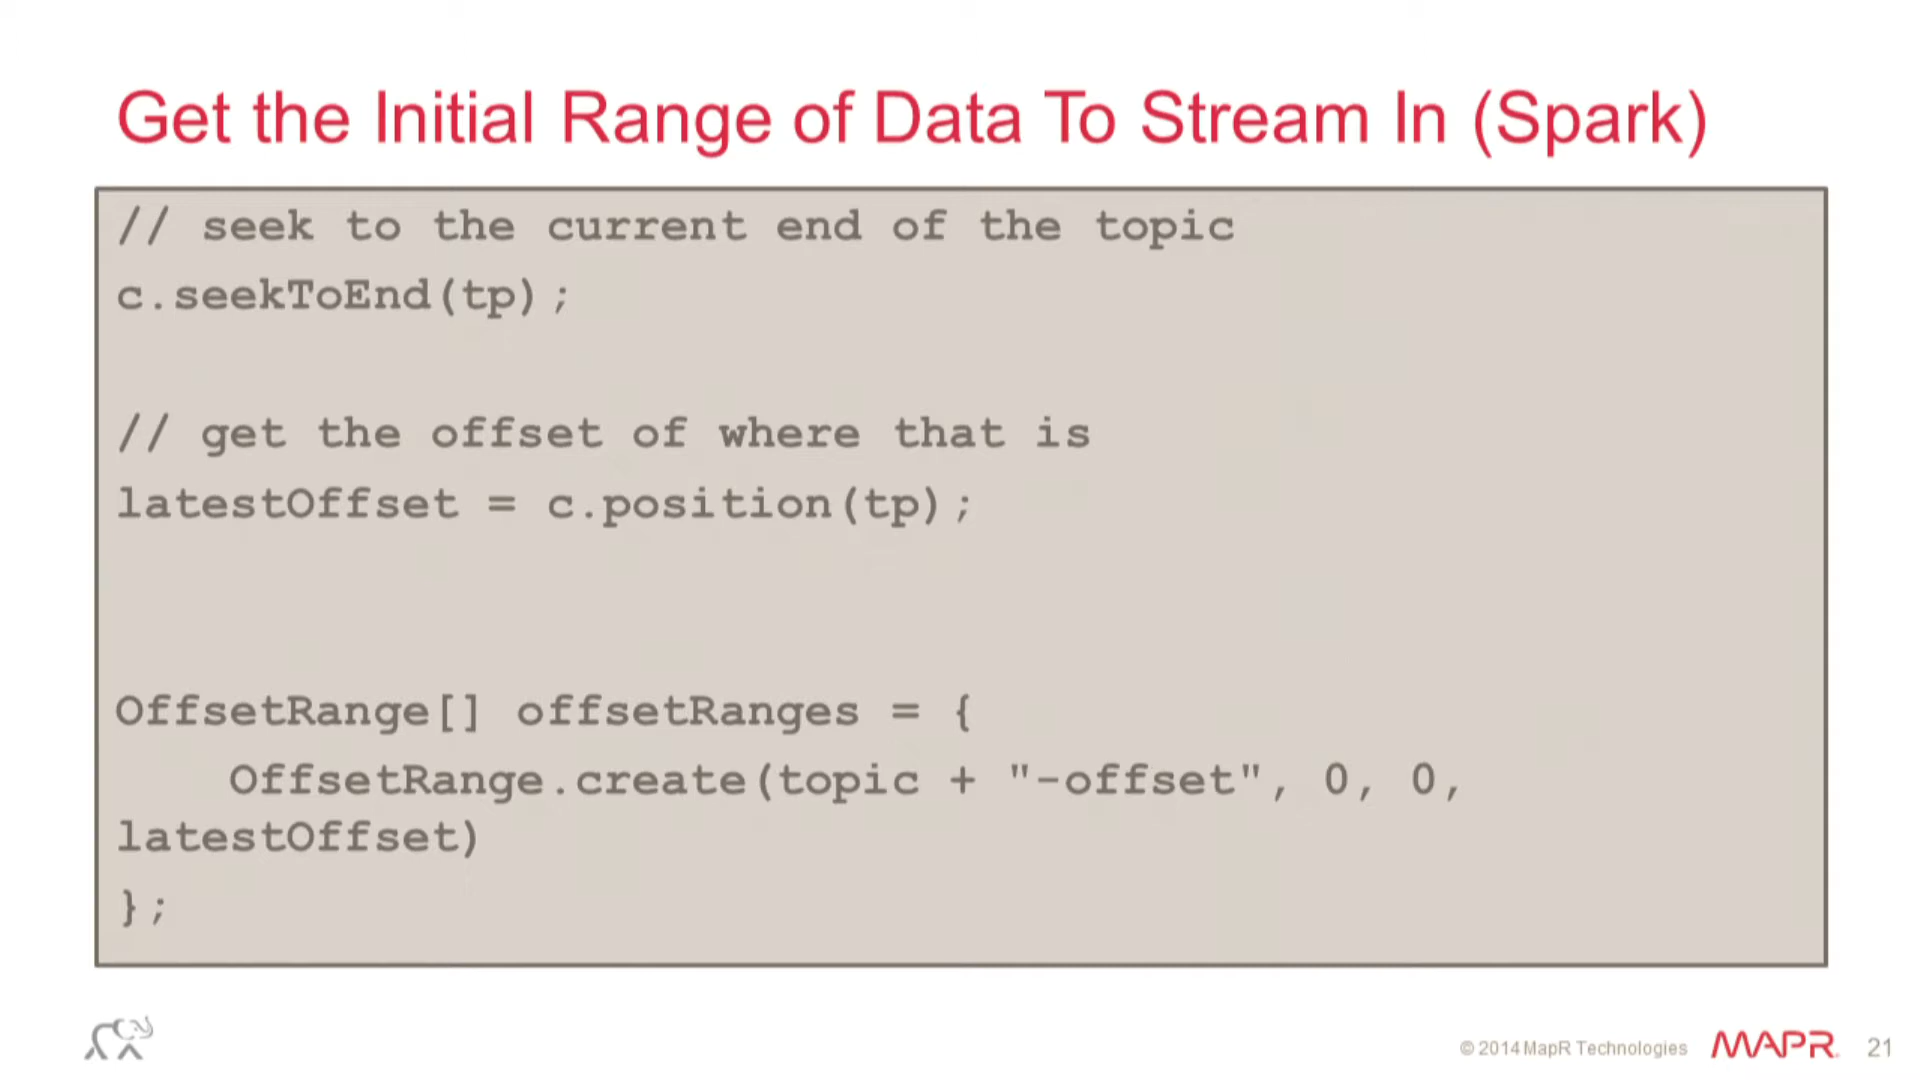 Get the Initial Range of Data To Stream In (Spark)
// seek to the current end of the topic
c.seekToEnd(tp);
// get the offset of where that is
latestOffset = c.position(tp);
OffsetRange[] offsetRanges = {
    OffsetRange.create(topic + "-offset", 0, 0,
latestOffset)
};
© 2014 MapR Technologies MAPR 21